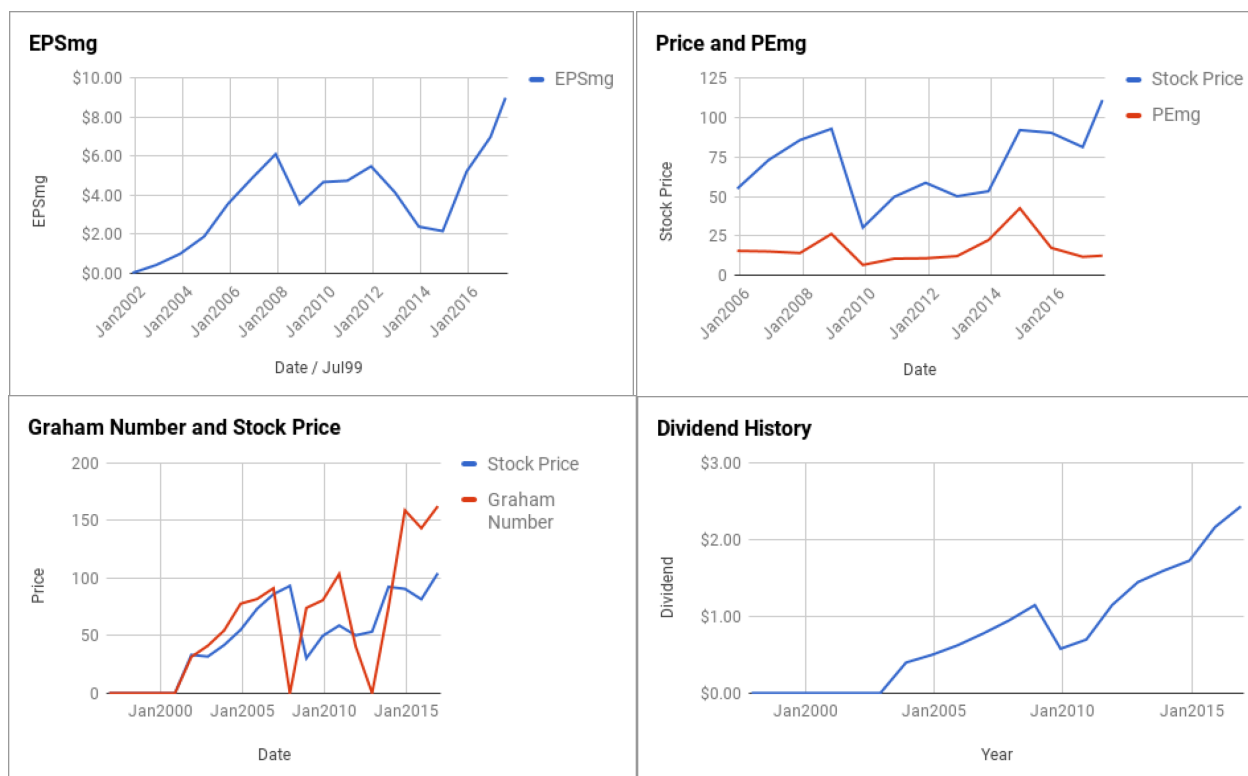 EPSmg
$10.00
$8.00
$6.00
$4.00
$2.00
$0.00
EPSmg
Jan2002
Jan2004
Jan2006
Jan2008
Jan2010
Jan2012
Jan2014
Jan2016
Date / Jul99
EPSmg
Price and PEmg
125
100
75
50
25
0
Stock Price
Jan2006
Jan2008
Jan2010
Jan2012
Jan2014
Jan2016
Date
Stock Price
PEmg
Graham Number and Stock Price
200
150
100
50
0
Price
Jan2000
Jan2005
Jan2010
Jan2015
Date
Stock Price
Graham
Number
Dividend History
$3.00
$2.00
$1.00
$0.00
Dividend
Jan2000
Jan2005
Jan2010
Jan2015
Year